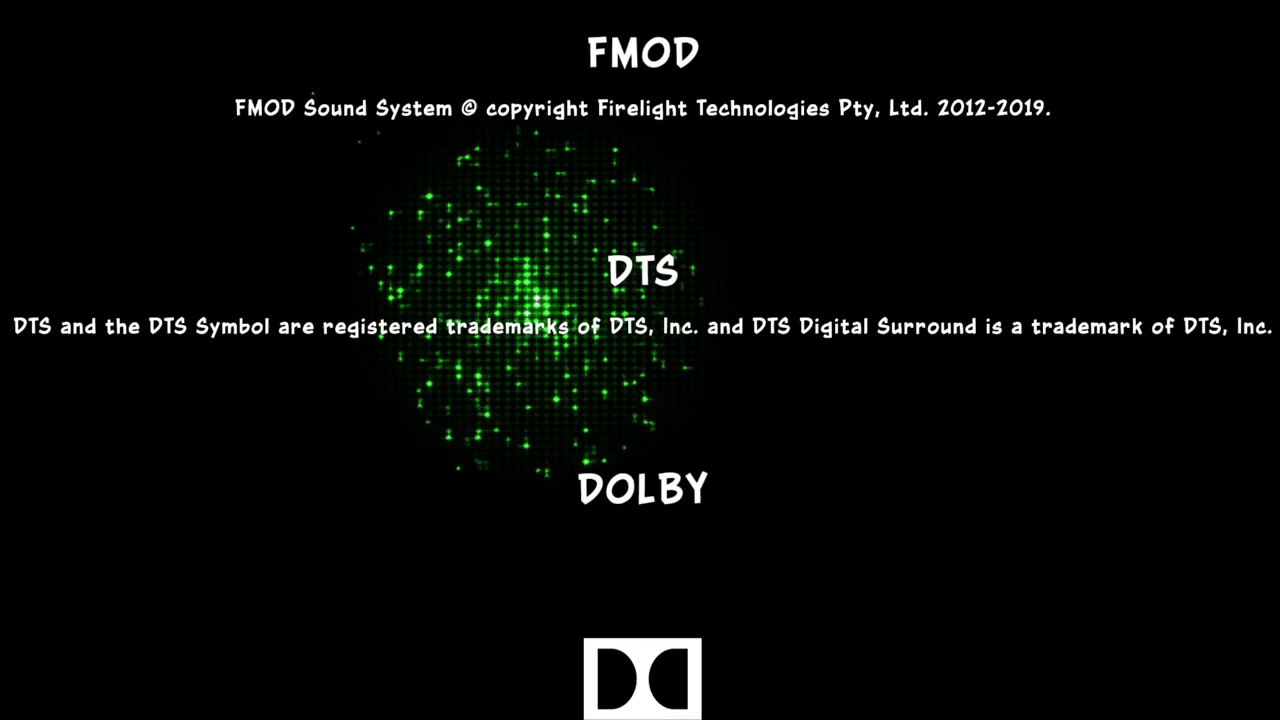 FMOD
FMOD Sound System © copyright Firelight Technologies Pty, Ltd. 2012-2019.
DTS
DTS and the DTS Symbol are registered trademarks of DTS, Inc. and DTS Digital Surround is a trademark of DTS, Inc.
DOLBY